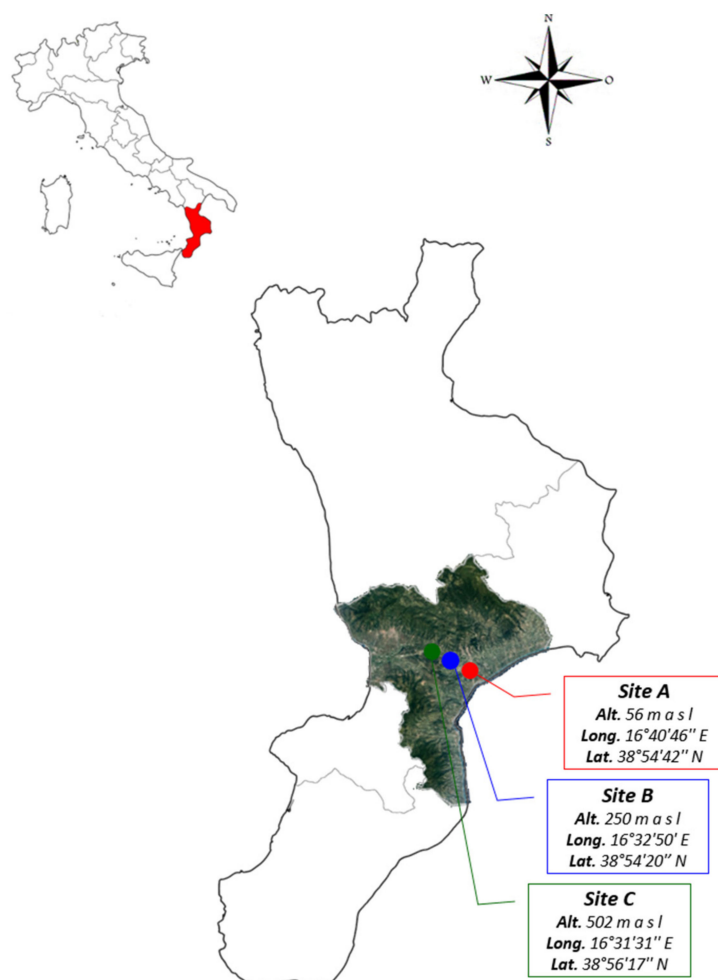 N
W
O
S
Site A
Alt. 56 m a s l
Long. 16°40'46'' E
Lat. 38°54'42'' N
Site B
Alt. 250 m a s l
Long. 16°32'50' E
Lat. 38°54'20'' N
Site C
Alt. 502 m a s l
Long. 16°31'31'' E
Lat. 38°56'17'' N